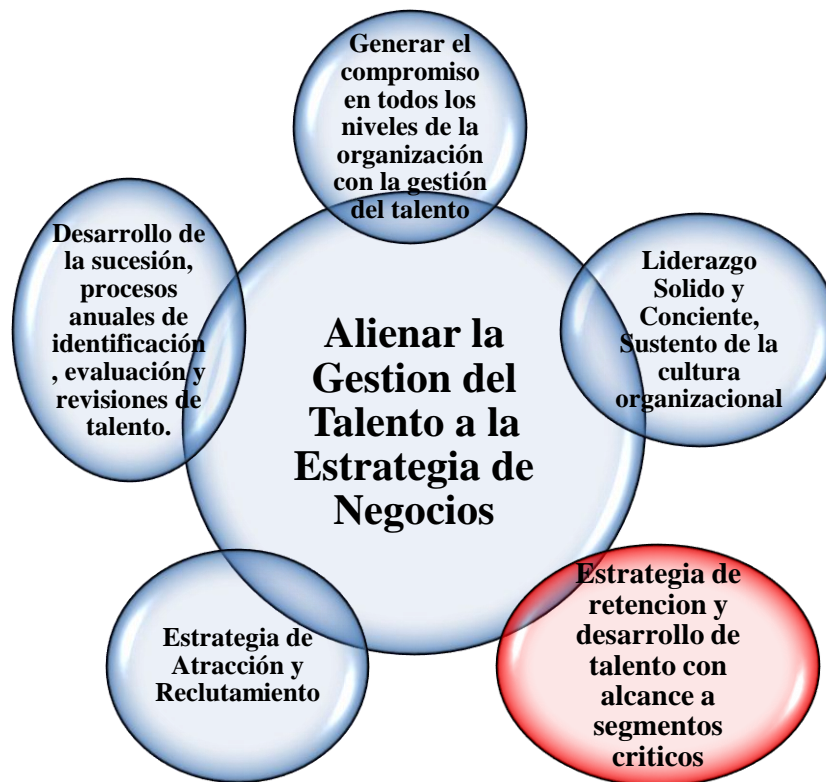 Generar el
compromiso
en todos los
niveles de la
organización
con la gestión
del talento
Desarrollo de
la sucesión,
procesos
anuales de
identificación
, evaluación y
revisiones de
talento.
Liderazgo
Solido y
Conciente,
Sustento de la
cultura
organizacional
Alienar la
Gestion del
Talento a la
Estrategia de
Negocios
Estrategia de
Atracción y
Reclutamiento
Estrategia de
retencion y
desarrollo de
talento con
alcance a
segmentos
criticos